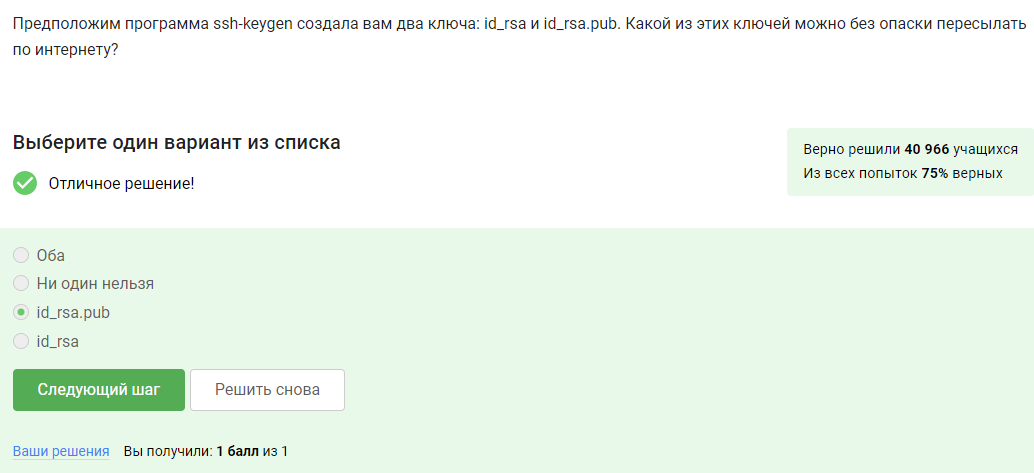 Предположим программа ssh-keygen создала вам два ключа: id_rsa и id_rsa.pub. Какой из этих ключей можно без опаски пересылать
по интернету?
Выберите один вариант из списка
Верно решили 40 966 учащихся
Из всех попыток 75% верных
Отличное решение!
Оба
Ни один нельзя
id_rsa.pub
id_rsa
Следующий шаг
Решить снова
Ваши решения Вы получили: 1 балл из 1